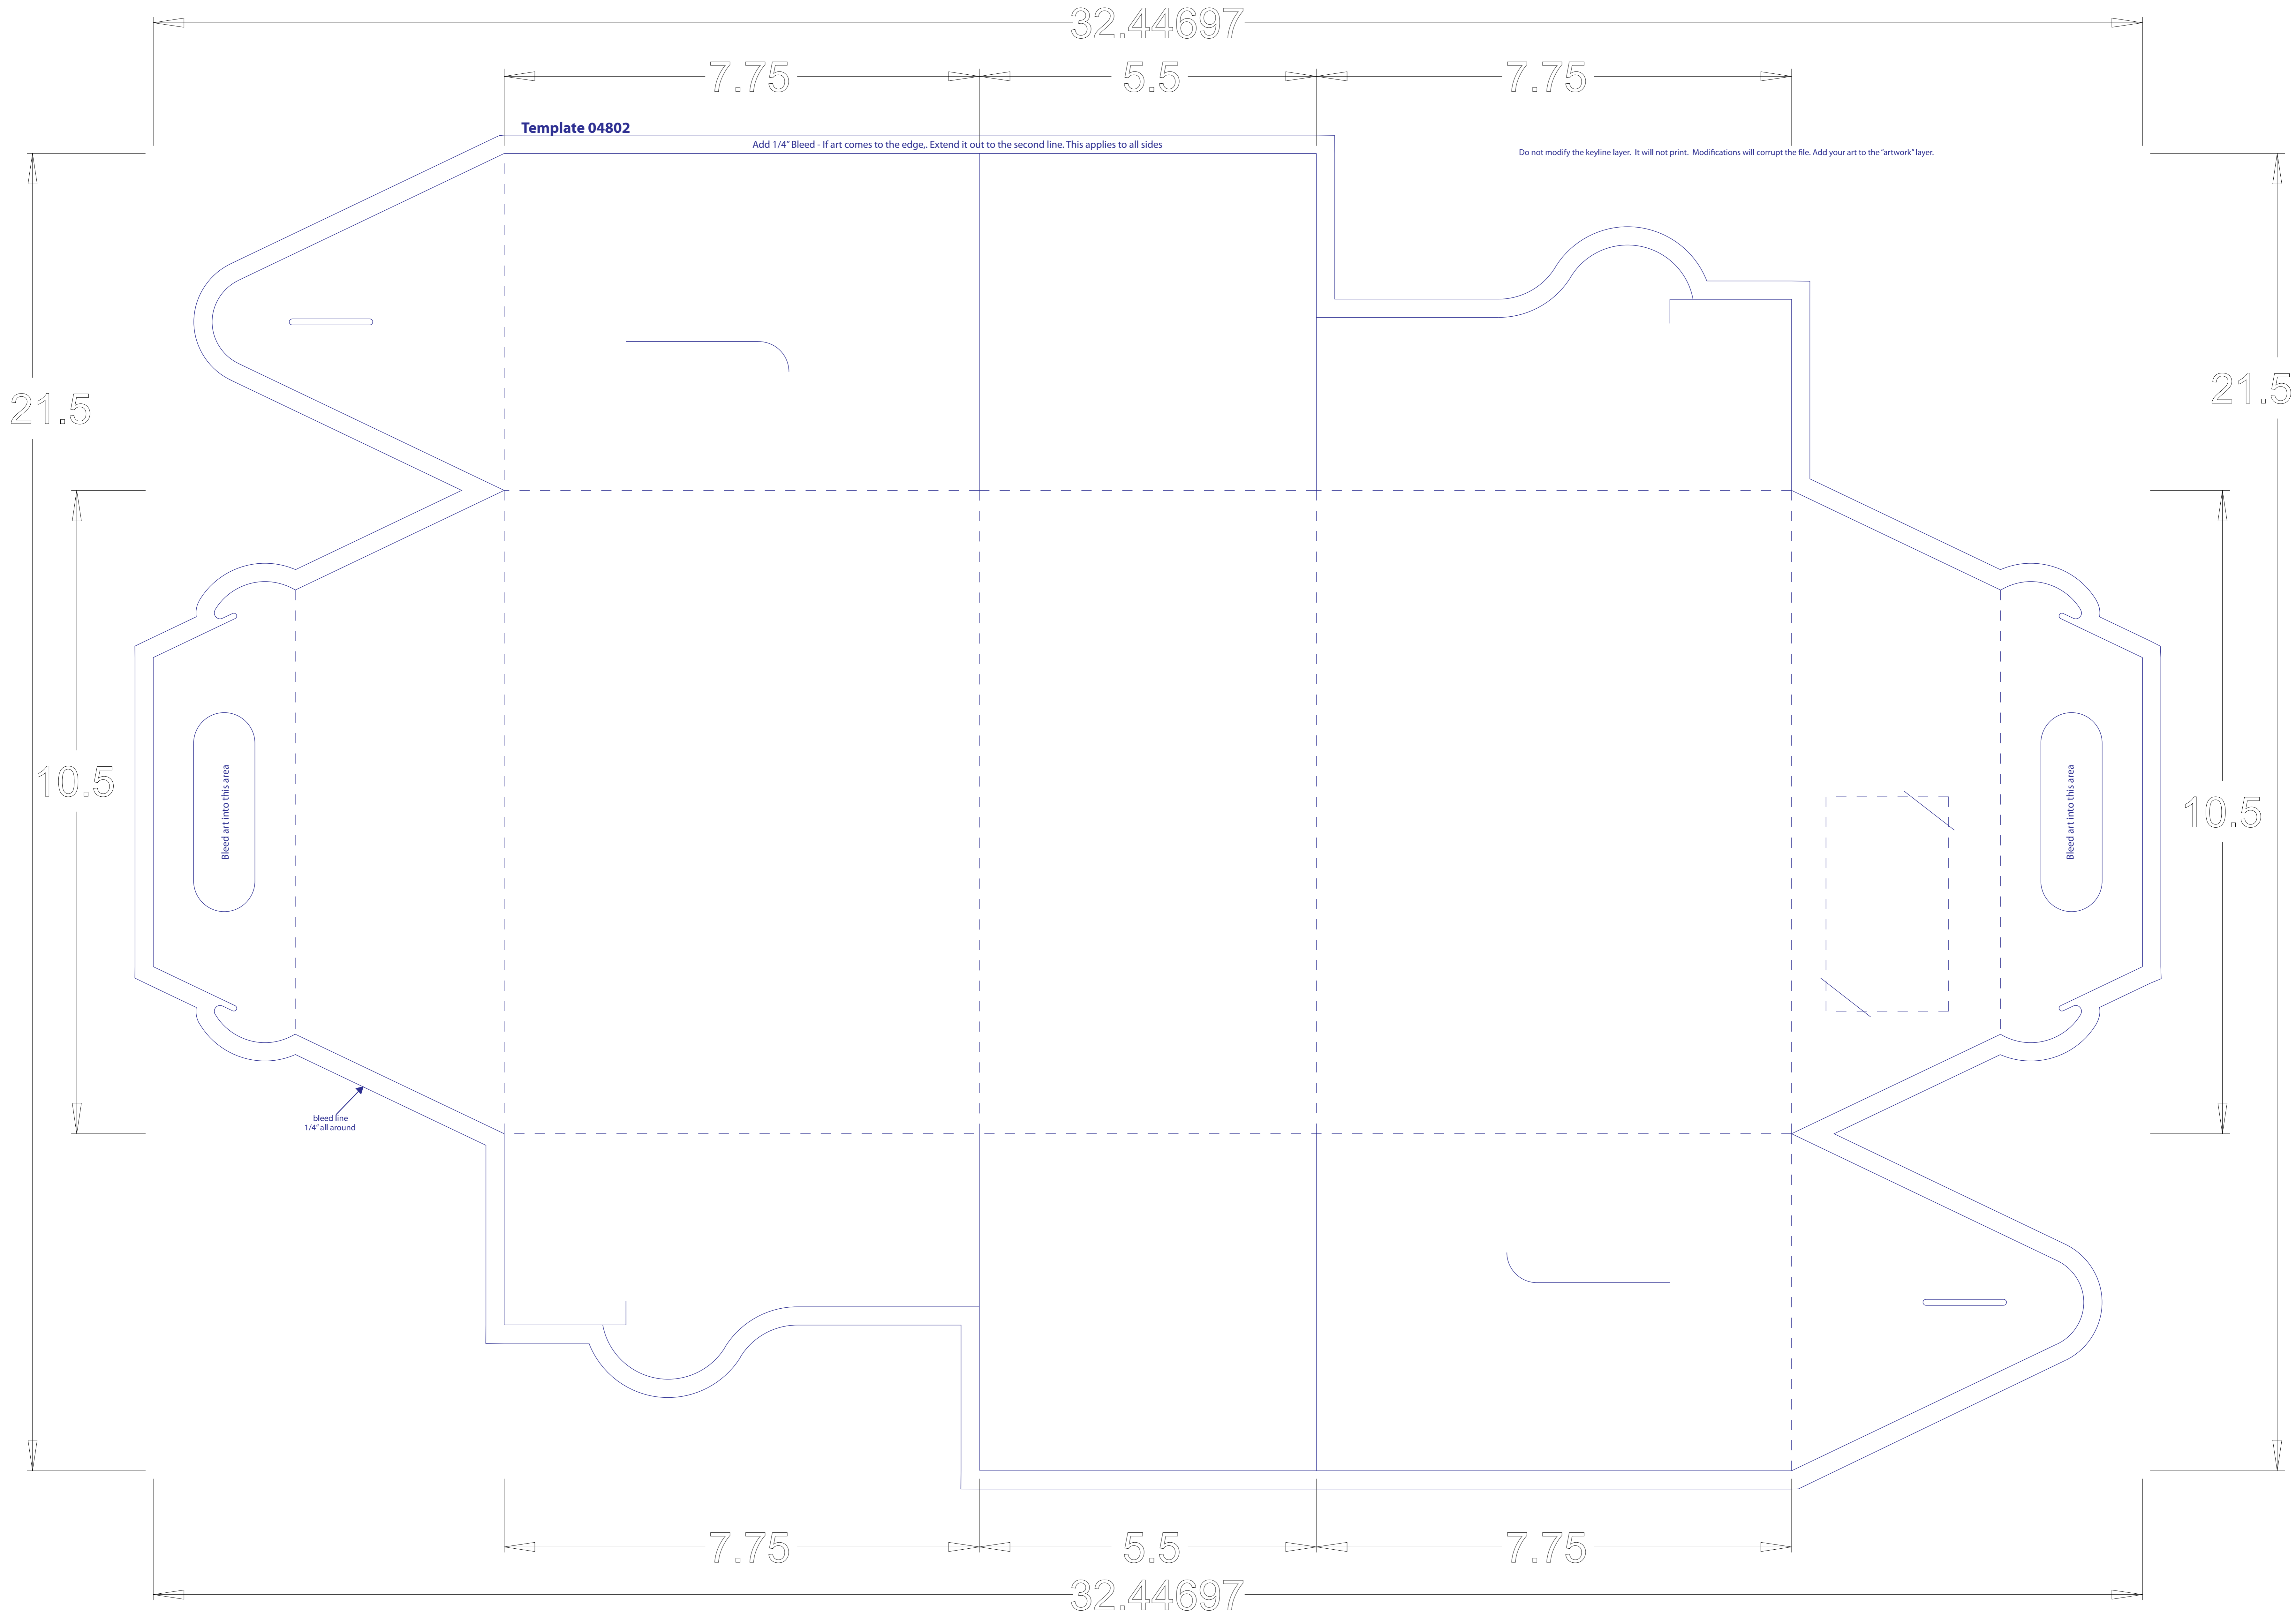 32.44697
7.75 5.5 7.75
Template 04802
Add 1/4" Bleed - If art comes to the edge,. Extend it out to the second line. This applies to all sides
Do not modify the keyline layer. It will not print. Modifications will corrupt the file. Add your art to the "artwork" layer.
21.5
21.5
10.5
10.5
Bleed art into this area
Bleed art into this area
bleed line
1/4" all around
7.75 5.5 7.75
32.44697